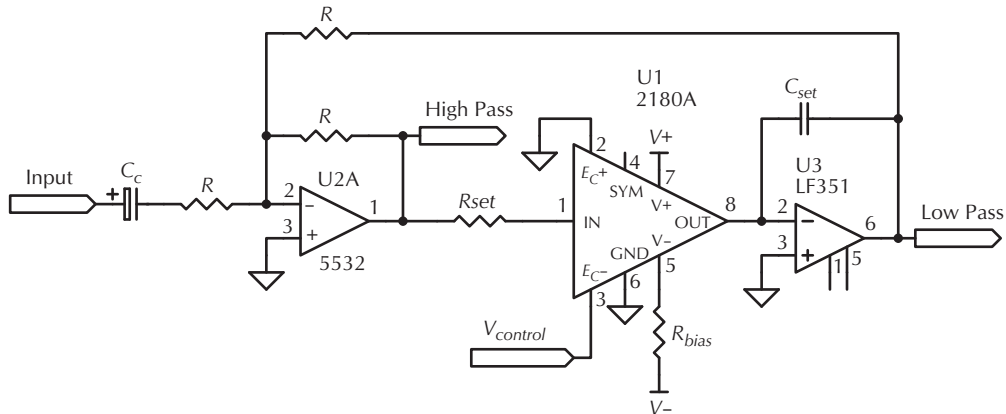 R
U1
2180A
C_set
R
High Pass
V+
2
4
7
U3
LF351
Input
+
C_c
R
2
−
U2A
1
Rset
1
E_C+
SYM
V+
IN
OUT
8
2
−
6
Low Pass
3
+
5532
GND
V−
E_C−
5
6
3
3
+
1
5
V_control
R_bias
V−